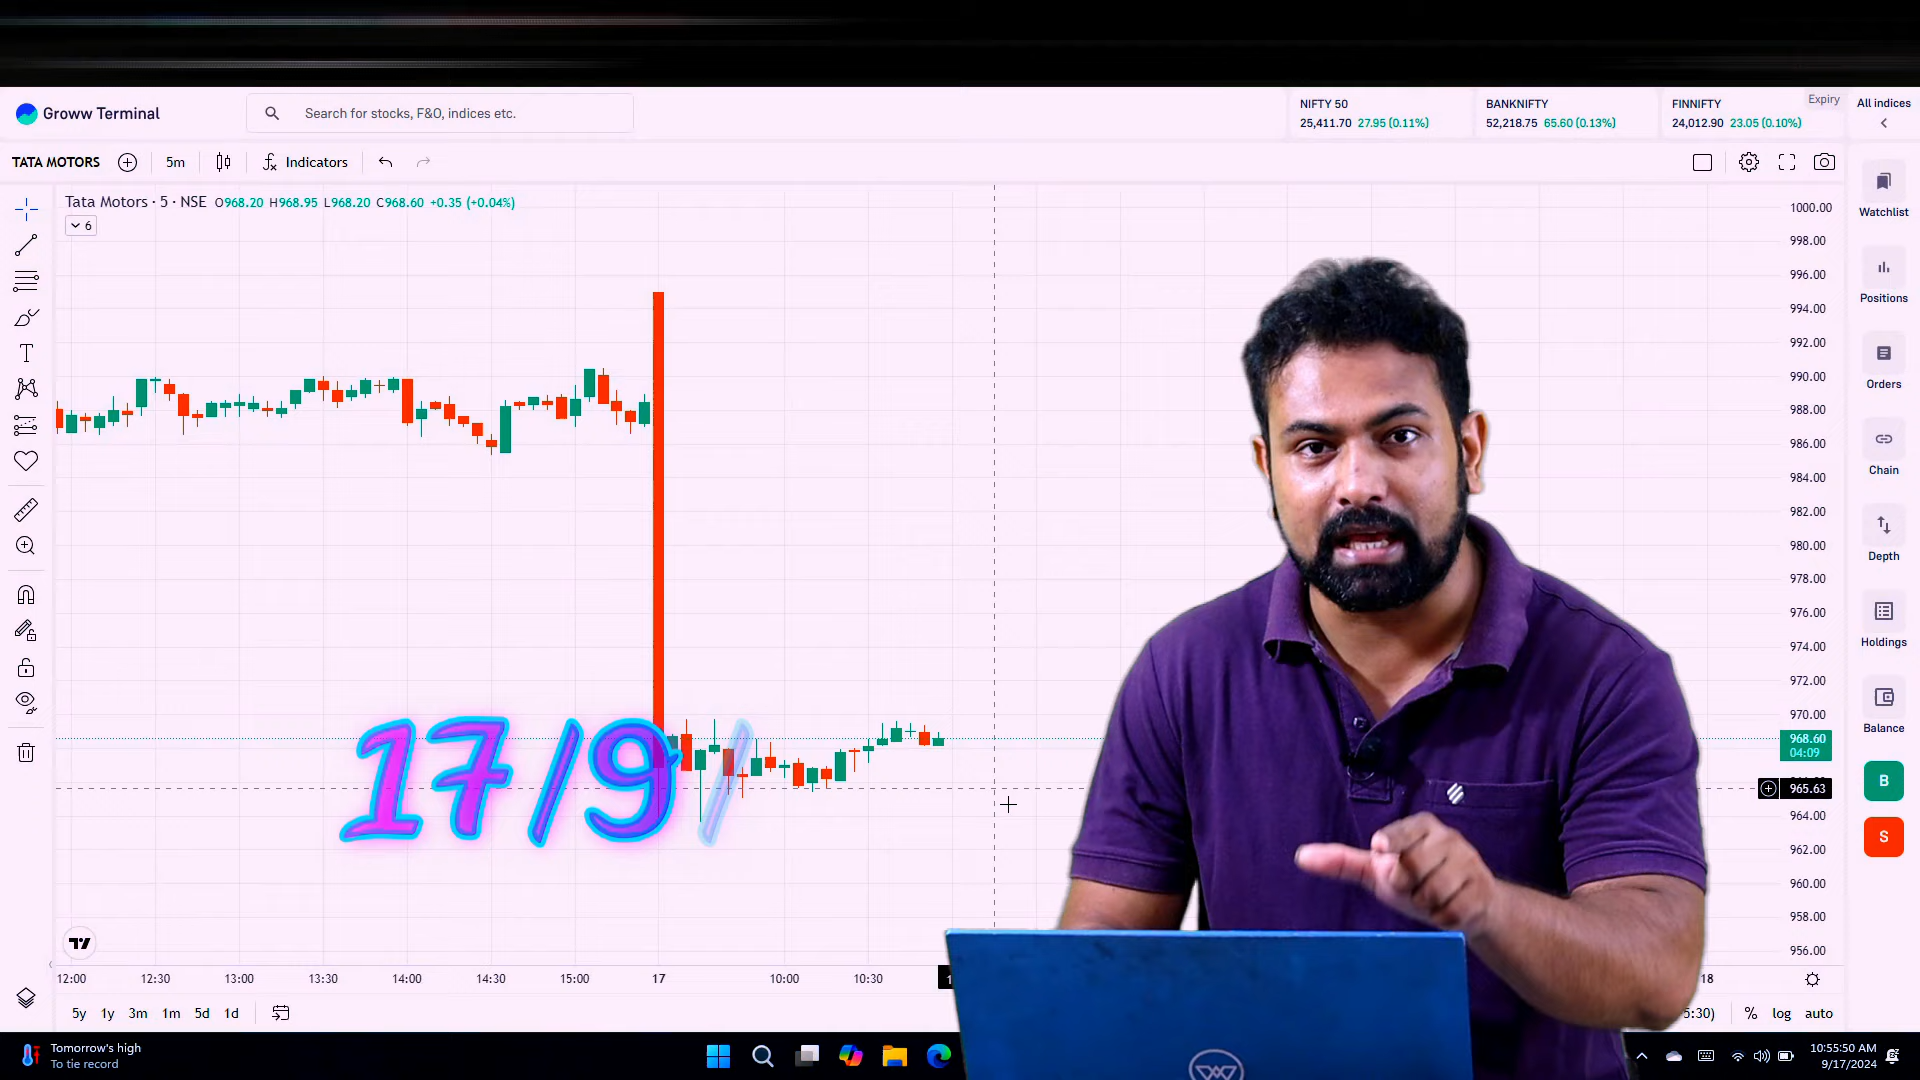 Groww Terminal
Search for stocks, F&O, indices etc.
NIFTY 50
25,411.70 27.95 (0.11%)
BANKNIFTY
52,218.75 65.60 (0.13%)
FINNIFTY
Expiry
24,012.90 23.05 (0.10%)
All indices
TATA MOTORS
5m
Indicators
Tata Motors · 5 · NSE O968.20 H968.95 L968.20 C968.60 +0.35 (+0.04%)
6
1000.00
998.00
996.00
994.00
992.00
990.00
988.00
986.00
984.00
982.00
980.00
978.00
976.00
974.00
972.00
970.00
968.60
04:09
965.63
964.00
962.00
960.00
958.00
956.00
Watchlist
Positions
Orders
Chain
Depth
Holdings
Balance
B
S
17/9/
12:00 12:30 13:00 13:30 14:00 14:30 15:00 17 10:00 10:30 18
5y 1y 3m 1m 5d 1d
5:30) % log auto
Tomorrow's high
To tie record
10:55:50 AM
9/17/2024